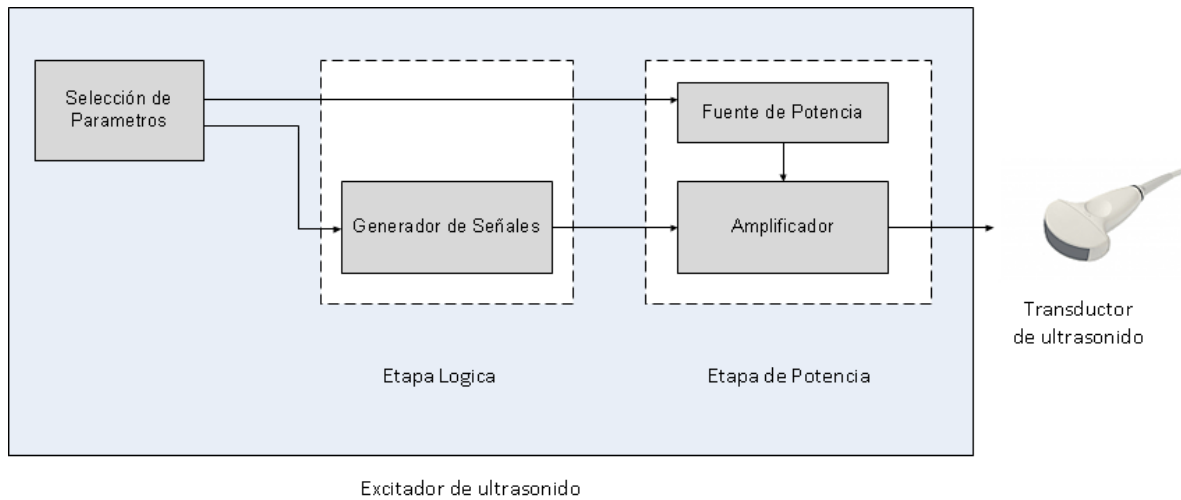 Selección de
Parametros
Fuente de Potencia
Generador de Señales
Amplificador
Transductor
de ultrasonido
Etapa Logica
Etapa de Potencia
Excitador de ultrasonido